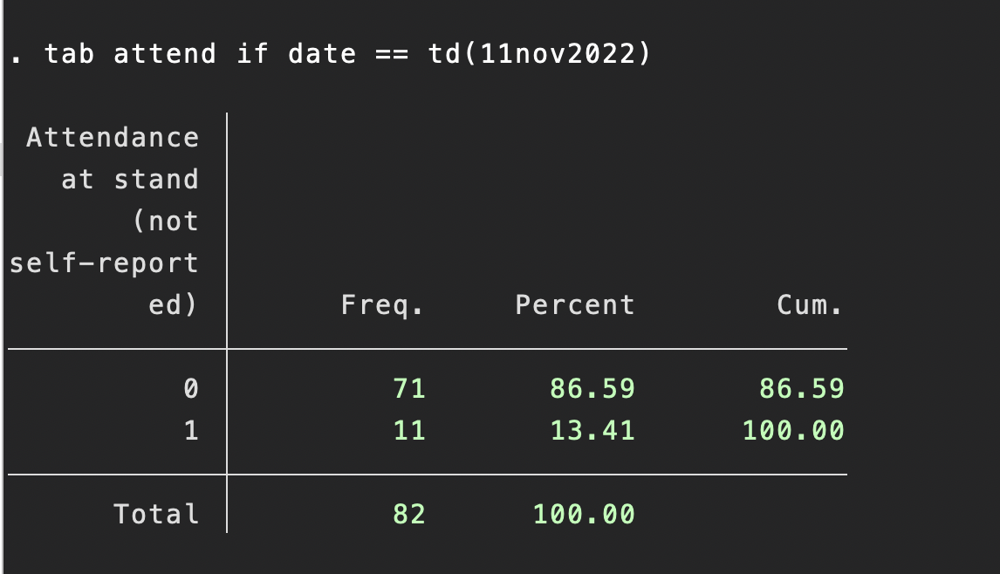 . tab attend if date == td(11nov2022)
Attendance
at stand
(not
self-report
ed) Freq. Percent Cum.
0 71 86.59 86.59
1 11 13.41 100.00
Total 82 100.00